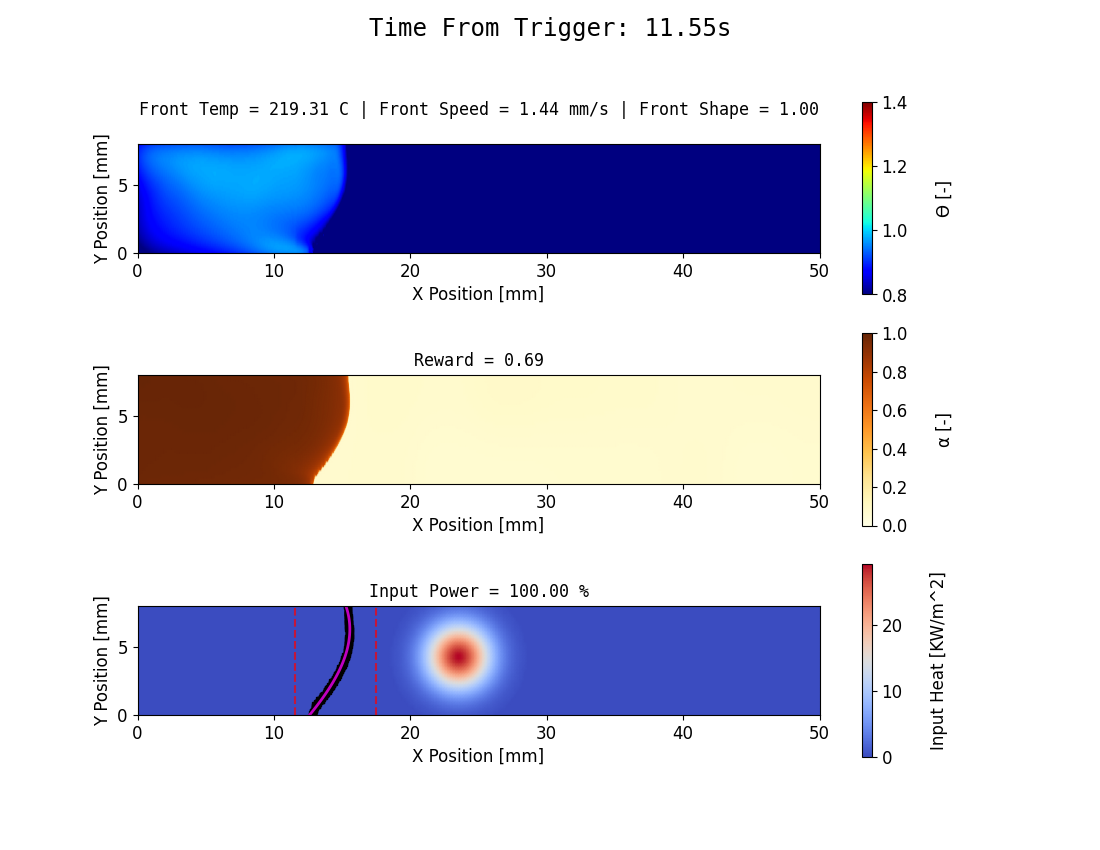 Time From Trigger: 11.55s
Front Temp = 219.31 C | Front Speed = 1.44 mm/s | Front Shape = 1.00
Y Position [mm]
5
0
0 10 20 30 40 50
X Position [mm]
1.4
1.2
1.0
0.8
Θ [-]
Reward = 0.69
Y Position [mm]
5
0
0 10 20 30 40 50
X Position [mm]
1.0
0.8
0.6
0.4
0.2
0.0
α [-]
Input Power = 100.00 %
Y Position [mm]
5
0
0 10 20 30 40 50
X Position [mm]
20
10
0
Input Heat [KW/m^2]